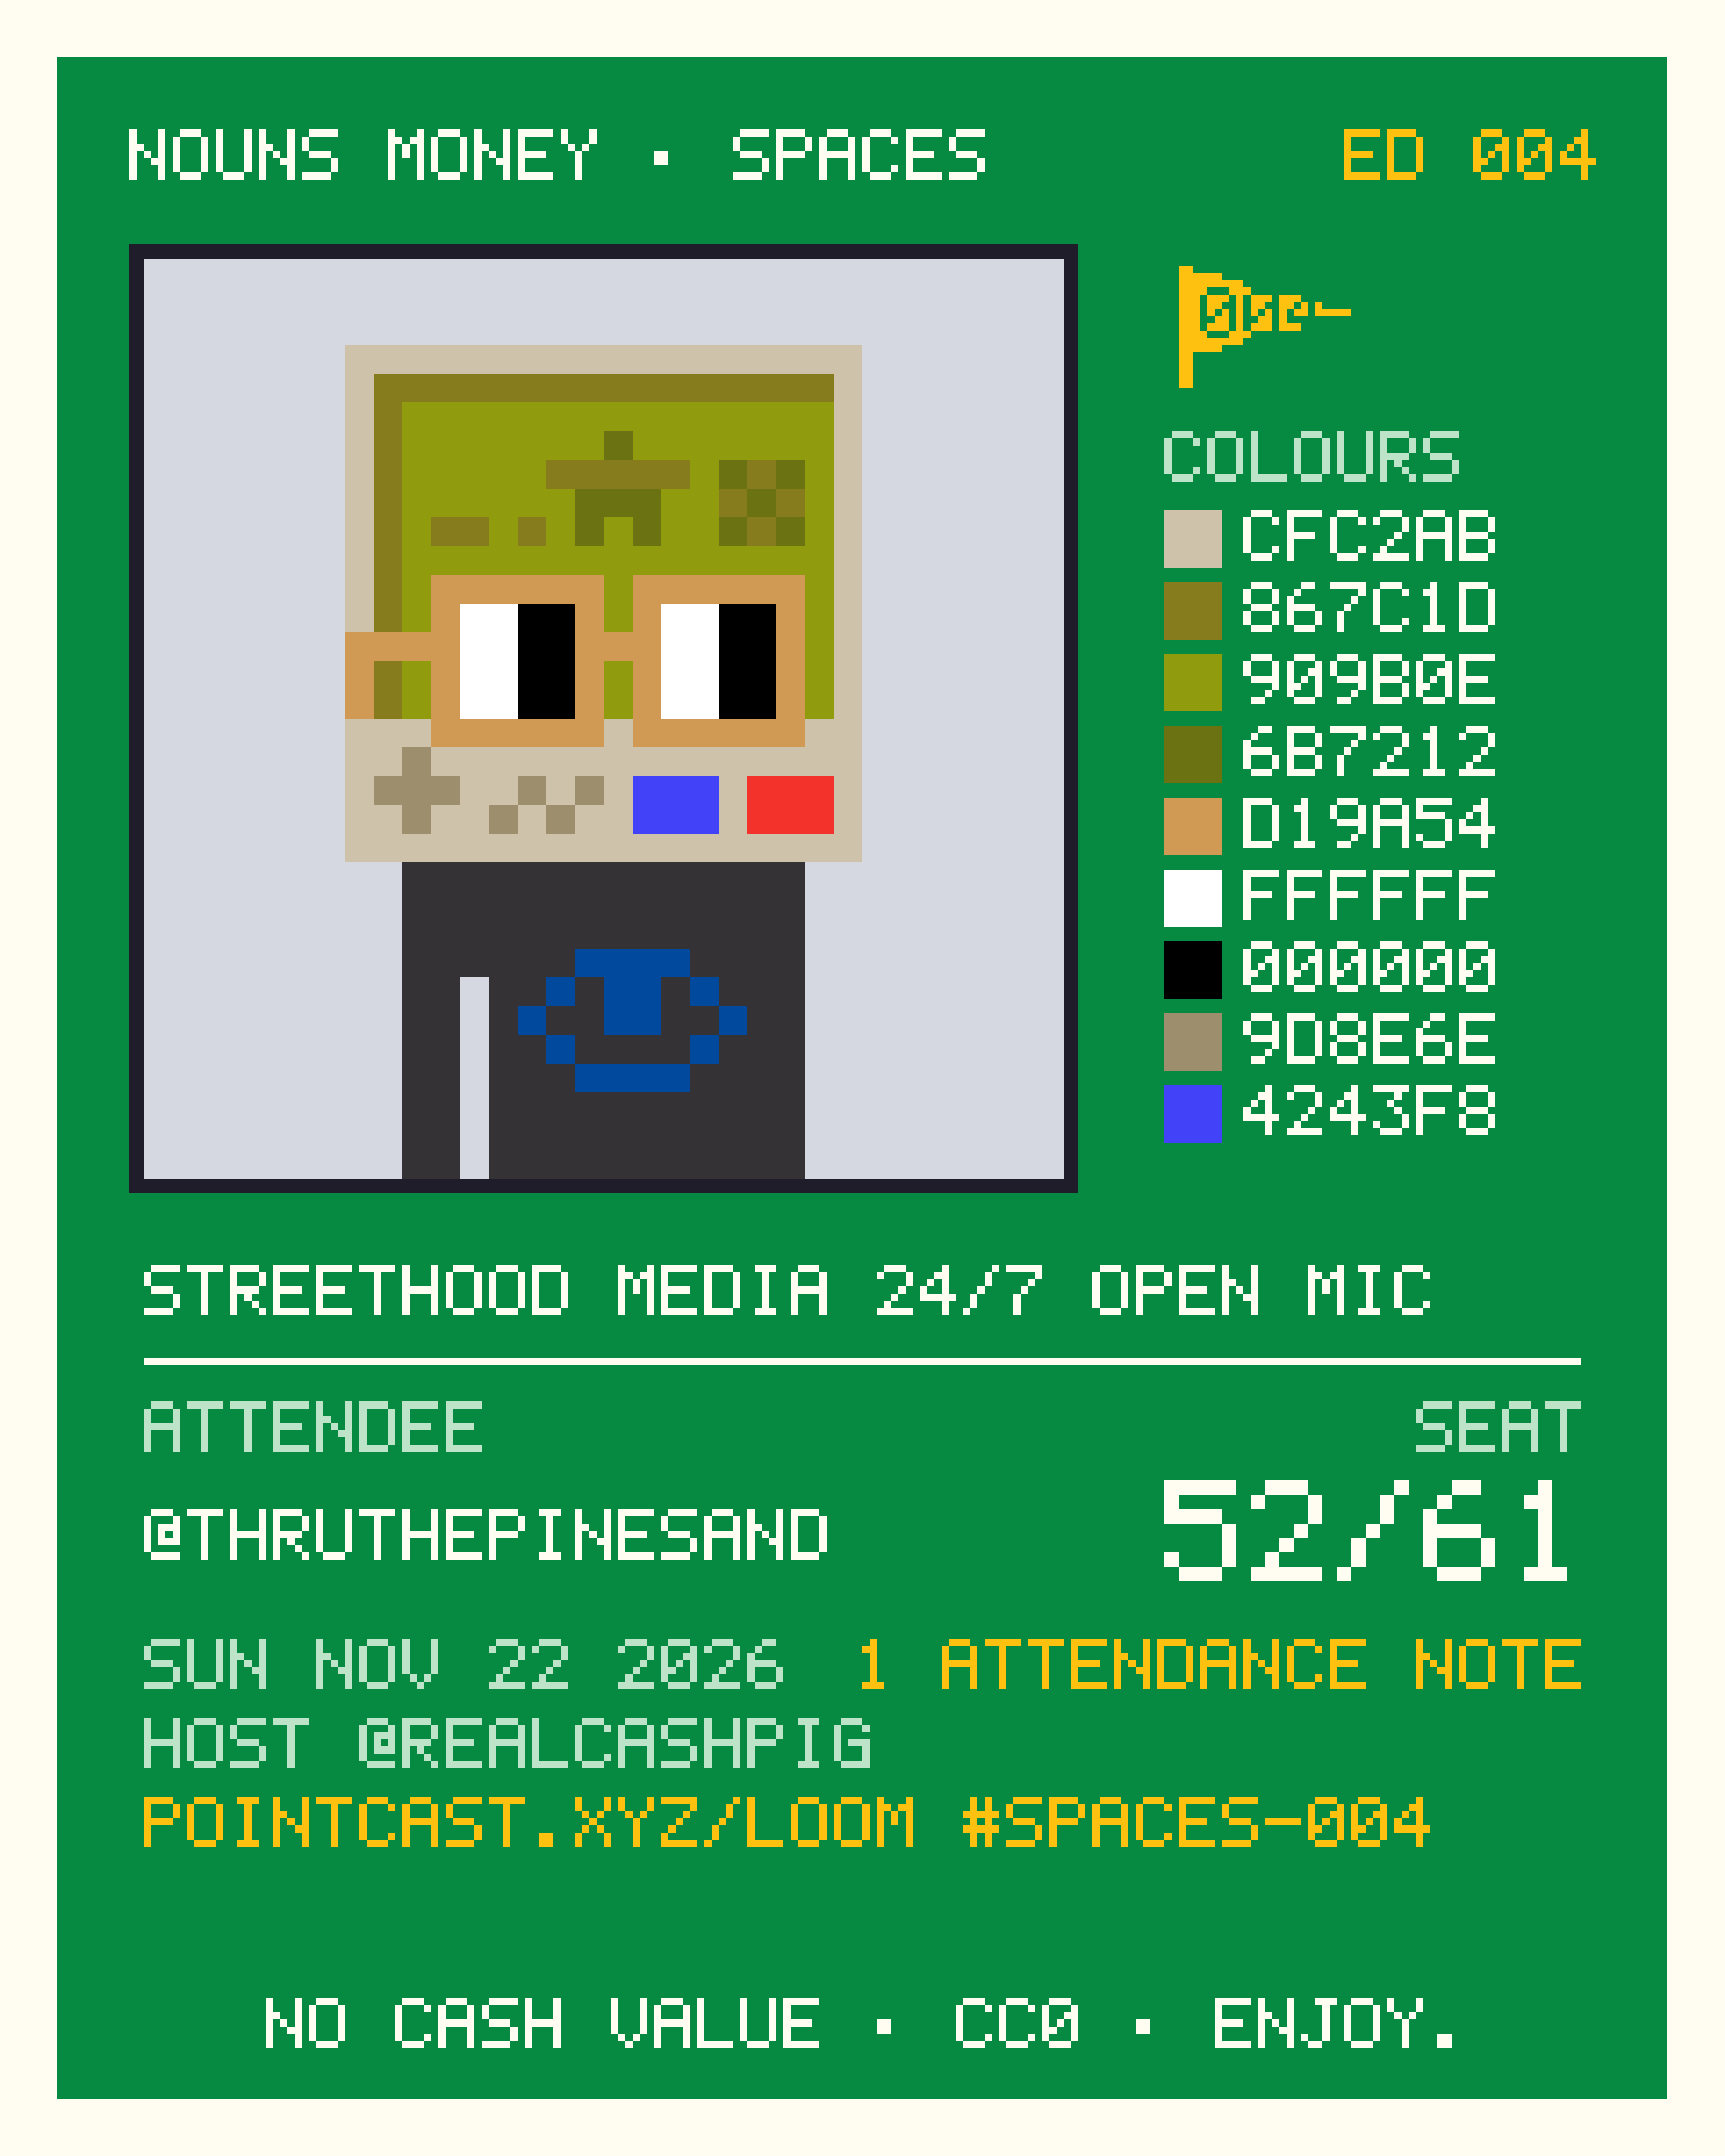 NOUNS MONEY · SPACES
ED 004
COLOURS
CFC2AB
867C1D
909B0E
6B7212
D19A54
FFFFFF
000000
9D8E6E
4243F8
STREETHOOD MEDIA 24/7 OPEN MIC
ATTENDEE
SEAT
@THRUTHEPINESAND
52/61
SUN NOV 22 2026
1 ATTENDANCE NOTE
HOST @REALCASHPIG
POINTCAST.XYZ/LOOM #SPACES-004
NO CASH VALUE · CC0 · ENJOY.